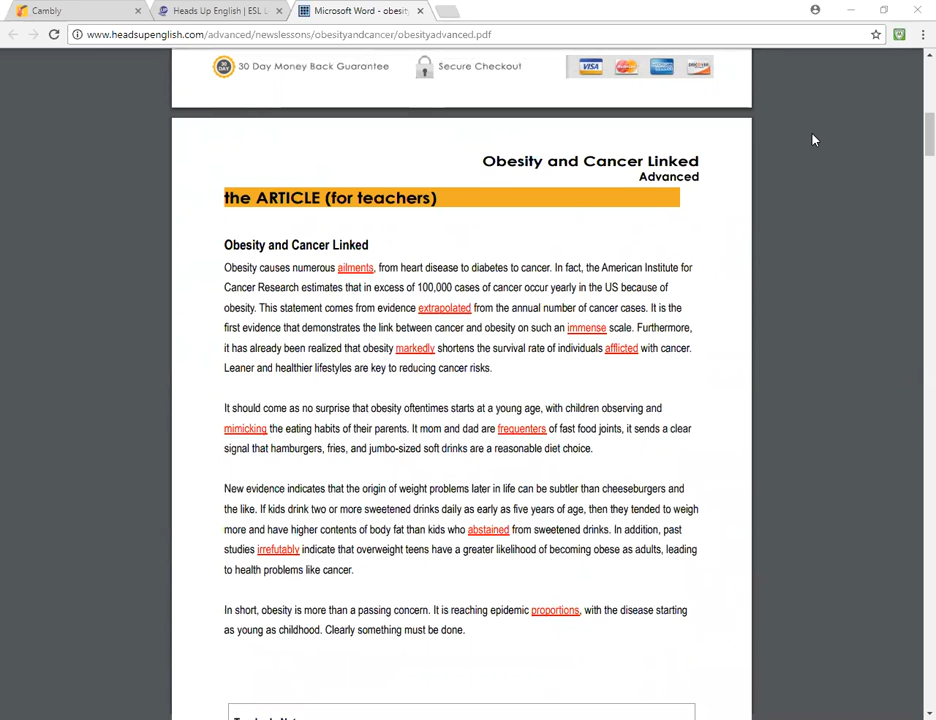 Cambly
Heads Up English | ESL L
Microsoft Word - obesity
www.headsupenglish.com/advanced/newslessons/obesityandcancer/obesityadvanced.pdf
30 DAY
30 Day Money Back Guarantee
Secure Checkout
VISA
MasterCard
DISCOVER
Obesity and Cancer Linked
Advanced
the ARTICLE (for teachers)
Obesity and Cancer Linked
Obesity causes numerous ailments, from heart disease to diabetes to cancer. In fact, the American Institute for
Cancer Research estimates that in excess of 100,000 cases of cancer occur yearly in the US because of
obesity. This statement comes from evidence extrapolated from the annual number of cancer cases. It is the
first evidence that demonstrates the link between cancer and obesity on such an immense scale. Furthermore,
it has already been realized that obesity markedly shortens the survival rate of individuals afflicted with cancer.
Leaner and healthier lifestyles are key to reducing cancer risks.
It should come as no surprise that obesity oftentimes starts at a young age, with children observing and
mimicking the eating habits of their parents. It mom and dad are frequenters of fast food joints, it sends a clear
signal that hamburgers, fries, and jumbo-sized soft drinks are a reasonable diet choice.
New evidence indicates that the origin of weight problems later in life can be subtler than cheeseburgers and
the like. If kids drink two or more sweetened drinks daily as early as five years of age, then they tended to weigh
more and have higher contents of body fat than kids who abstained from sweetened drinks. In addition, past
studies irrefutably indicate that overweight teens have a greater likelihood of becoming obese as adults, leading
to health problems like cancer.
In short, obesity is more than a passing concern. It is reaching epidemic proportions, with the disease starting
as young as childhood. Clearly something must be done.